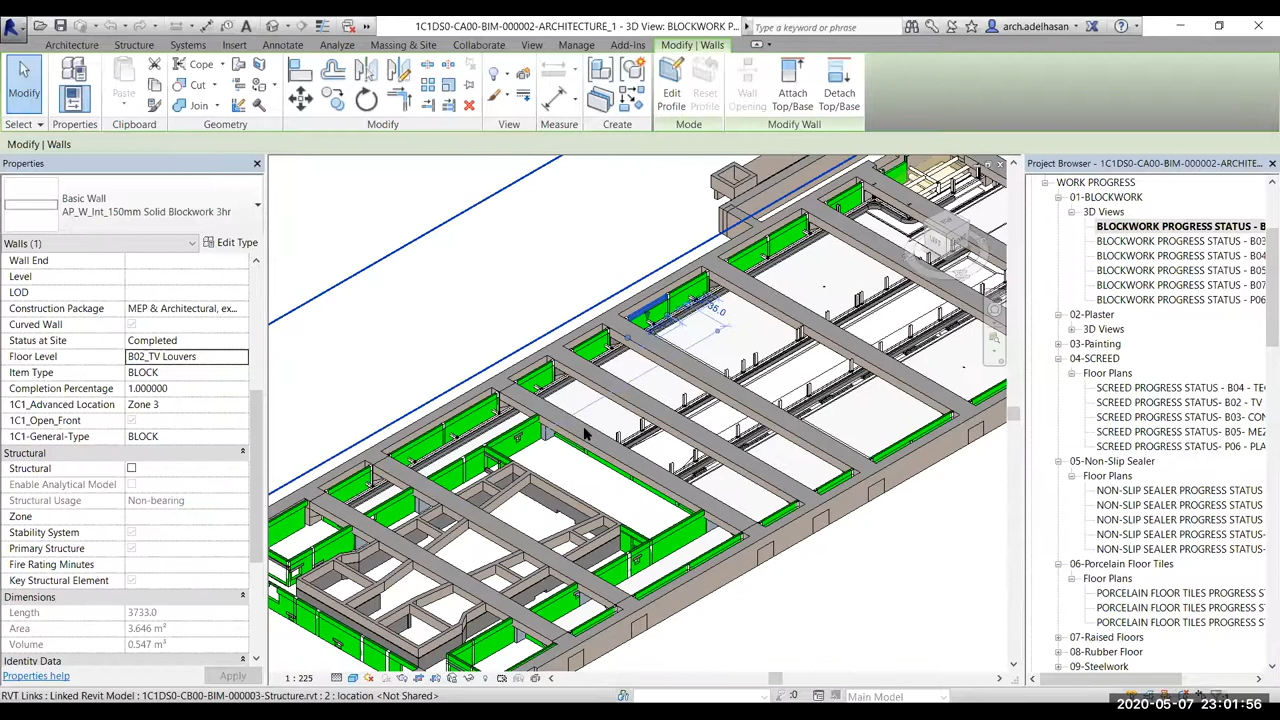 1C1DS0-CA00-BIM-000002-ARCHITECTURE_1 - 3D View: BLOCKWORK P...
Type a keyword or phrase
arch.adelhasan
Architecture Structure Systems Insert Annotate Analyze Massing & Site Collaborate View Manage Add-Ins Modify | Walls
Modify
Paste
Cope
Cut
Join
Edit Profile
Reset Profile
Wall Opening
Attach Top/Base
Detach Top/Base
Select Properties Clipboard Geometry Modify View Measure Create Mode Modify Wall
Modify | Walls
Properties
Basic Wall
AP_W_Int_150mm Solid Blockwork 3hr
Walls (1) Edit Type
Wall End
Level
LOD
Construction Package MEP & Architectural, ex...
Curved Wall
Status at Site Completed
Floor Level B02_TV Louvers
Item Type BLOCK
Completion Percentage 1.000000
1C1_Advanced Location Zone 3
1C1_Open_Front
1C1-General-Type BLOCK
Structural
Structural
Enable Analytical Model
Structural Usage Non-bearing
Zone
Stability System
Primary Structure
Fire Rating Minutes
Key Structural Element
Dimensions
Length 3733.0
Area 3.646 m²
Volume 0.547 m³
Identity Data
Properties help Apply
Project Browser - 1C1DS0-CA00-BIM-000002-ARCHITE...
WORK PROGRESS
01-BLOCKWORK
3D Views
BLOCKWORK PROGRESS STATUS - B
BLOCKWORK PROGRESS STATUS - B03
BLOCKWORK PROGRESS STATUS - B04
BLOCKWORK PROGRESS STATUS - B05
BLOCKWORK PROGRESS STATUS - B07
BLOCKWORK PROGRESS STATUS - P06
02-Plaster
3D Views
03-Painting
04-SCREED
Floor Plans
SCREED PROGRESS STATUS- B04 - TE
SCREED PROGRESS STATUS- B02 - TV
SCREED PROGRESS STATUS- B03- CON
SCREED PROGRESS STATUS- B05- MEZ
SCREED PROGRESS STATUS- P06 - PLA
05-Non-Slip Sealer
Floor Plans
NON-SLIP SEALER PROGRESS STATUS
NON-SLIP SEALER PROGRESS STATUS
NON-SLIP SEALER PROGRESS STATUS
NON-SLIP SEALER PROGRESS STATUS
NON-SLIP SEALER PROGRESS STATUS-
06-Porcelain Floor Tiles
Floor Plans
PORCELAIN FLOOR TILES PROGRESS S
PORCELAIN FLOOR TILES PROGRESS S
PORCELAIN FLOOR TILES PROGRESS S
07-Raised Floors
08-Rubber Floor
09-Steelwork
1 : 225
RVT Links : Linked Revit Model : 1C1DS0-CB00-BIM-000003-Structure.rvt : 2 : location <Not Shared>
:0
Main Model
2020-05-07 23:01:56